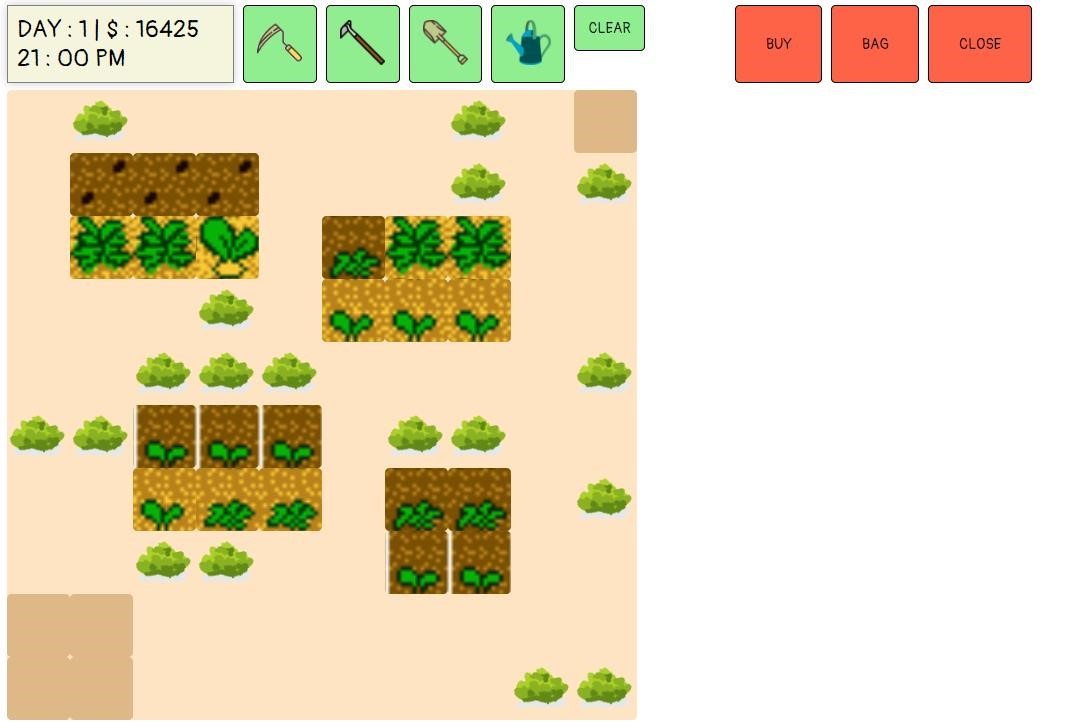 DAY : 1 | $ : 16425
21 : 00 PM
CLEAR
BUY
BAG
CLOSE